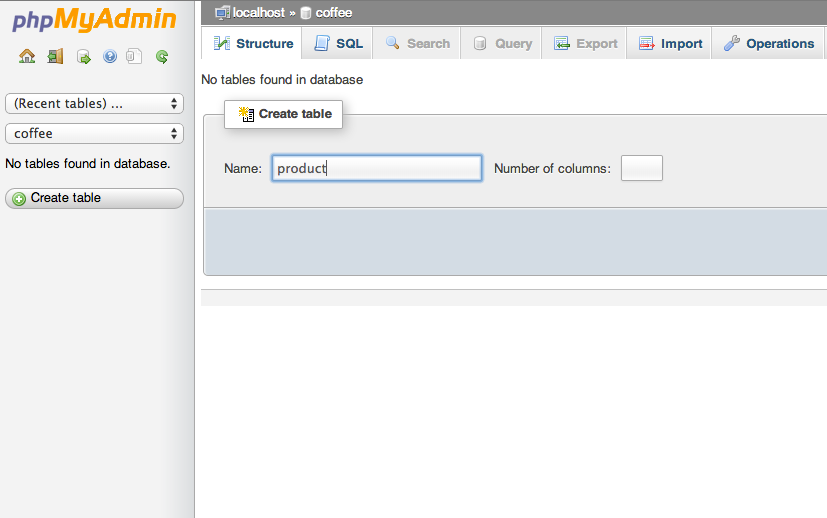 phpMyAdmin
(Recent tables) ...
coffee
No tables found in database.
Create table
localhost » coffee
Structure
SQL
Search
Query
Export
Import
Operations
No tables found in database
Create table
Name: product
Number of columns: